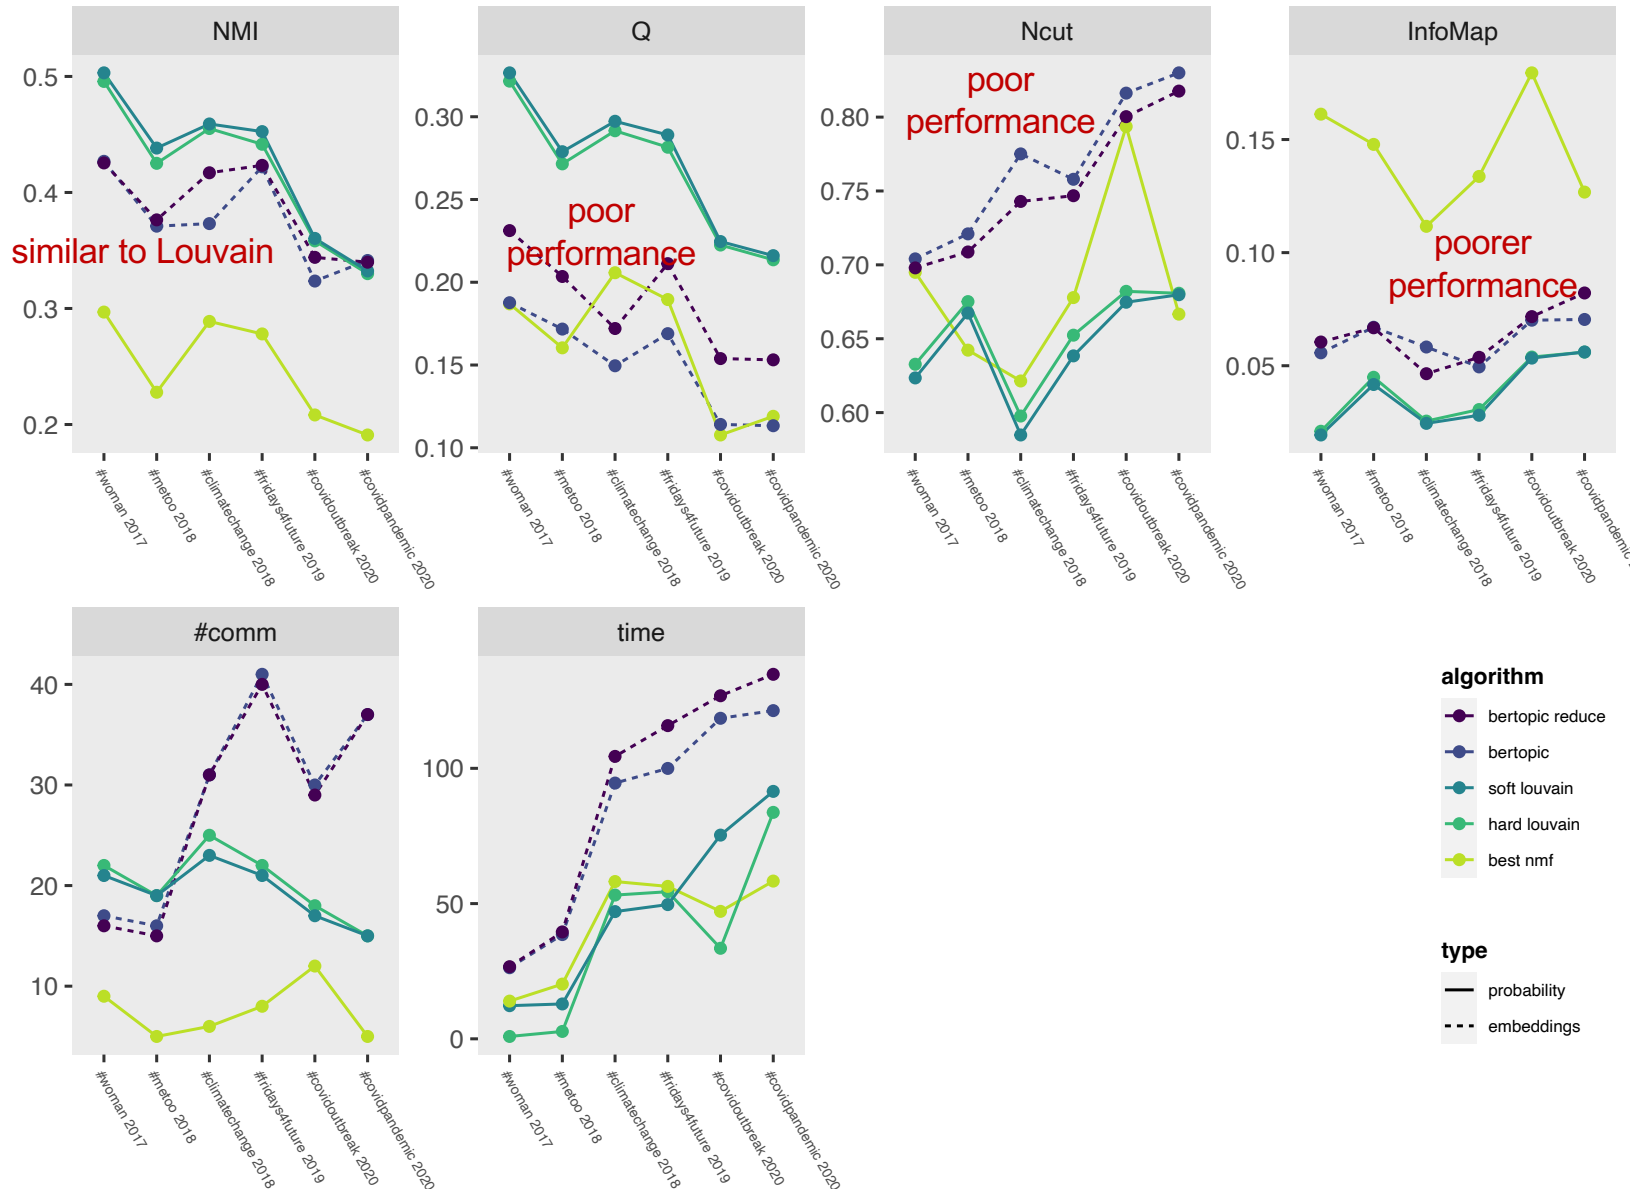 NMI
Q
Ncut
InfoMap
0.5
0.4
0.3
0.2
similar to Louvain
0.30
0.25
0.20
0.15
0.10
poor
performance
0.80
0.75
0.70
0.65
0.60
poor
performance
0.15
0.10
0.05
poorer
performance
#woman 2017
#metoo 2018
#climatechange 2018
#fridays4future 2019
#covidoutbreak 2020
#covidpandemic 2020
#woman 2017
#metoo 2018
#climatechange 2018
#fridays4future 2019
#covidoutbreak 2020
#covidpandemic 2020
#woman 2017
#metoo 2018
#climatechange 2018
#fridays4future 2019
#covidoutbreak 2020
#covidpandemic 2020
#woman 2017
#metoo 2018
#climatechange 2018
#fridays4future 2019
#covidoutbreak 2020
#covidpandemic
#comm
time
40
30
20
10
100
50
0
#woman 2017
#metoo 2018
#climatechange 2018
#fridays4future 2019
#covidoutbreak 2020
#covidpandemic 2020
#woman 2017
#metoo 2018
#climatechange 2018
#fridays4future 2019
#covidoutbreak 2020
#covidpandemic 2020
algorithm
bertopic reduce
bertopic
soft louvain
hard louvain
best nmf
type
probability
embeddings